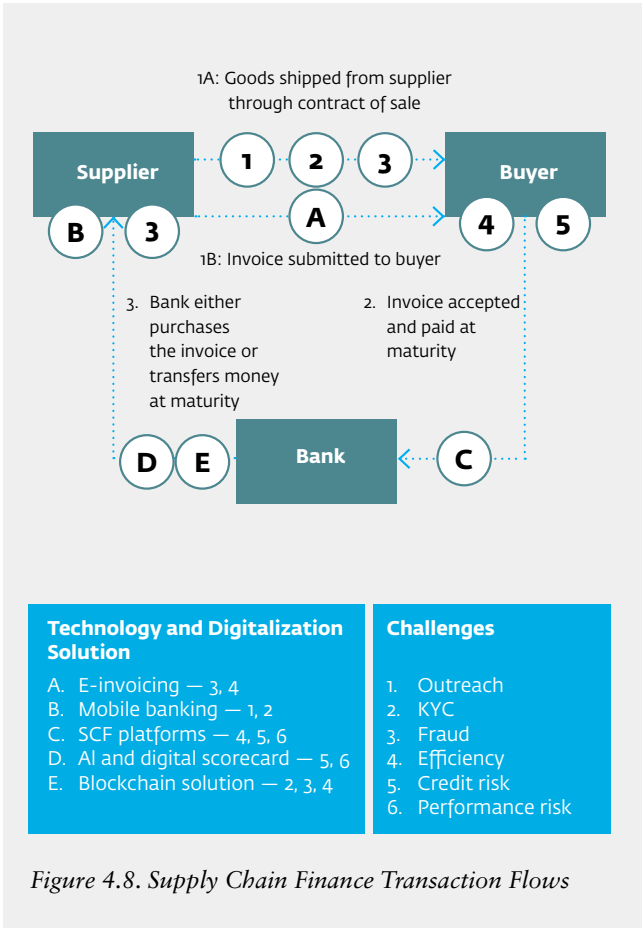 1A: Goods shipped from supplier
through contract of sale
Supplier
1
2
3
Buyer
B
3
A
4
5
1B: Invoice submitted to buyer
3. Bank either
purchases
the invoice or
transfers money
at maturity
2. Invoice accepted
and paid at
maturity
D
E
Bank
C
Technology and Digitalization
Solution
A. E-invoicing — 3, 4
B. Mobile banking — 1, 2
C. SCF platforms — 4, 5, 6
D. AI and digital scorecard — 5, 6
E. Blockchain solution — 2, 3, 4
Challenges
1. Outreach
2. KYC
3. Fraud
4. Efficiency
5. Credit risk
6. Performance risk
Figure 4.8. Supply Chain Finance Transaction Flows